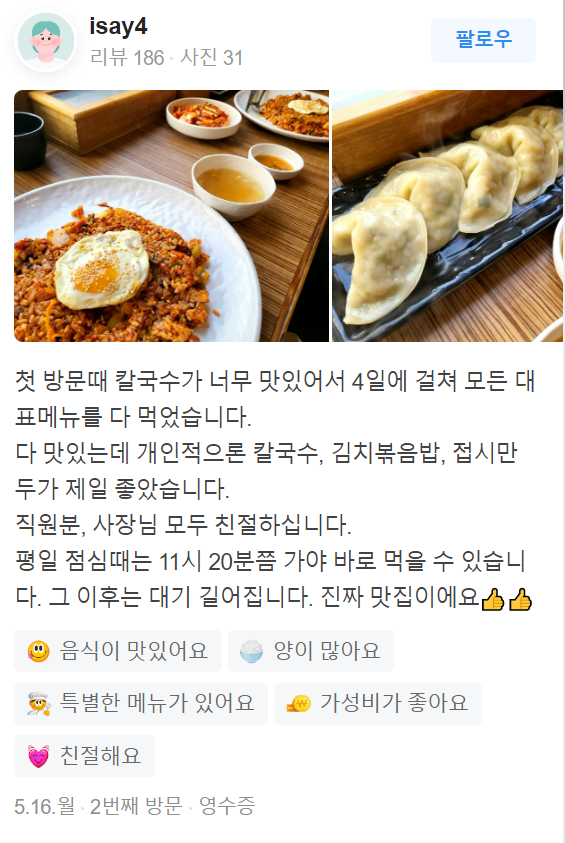 isay4
리뷰 186 · 사진 31
팔로우
첫 방문때 칼국수가 너무 맛있어서 4일에 걸쳐 모든 대
표메뉴를 다 먹었습니다.
다 맛있는데 개인적으론 칼국수, 김치볶음밥, 접시만
두가 제일 좋았습니다.
직원분, 사장님 모두 친절하십니다.
평일 점심때는 11시 20분쯤 가야 바로 먹을 수 있습니
다. 그 이후는 대기 길어집니다. 진짜 맛집이에요👍👍
음식이 맛있어요
양이 많아요
특별한 메뉴가 있어요
가성비가 좋아요
친절해요
5.16.월 · 2번째 방문 · 영수증